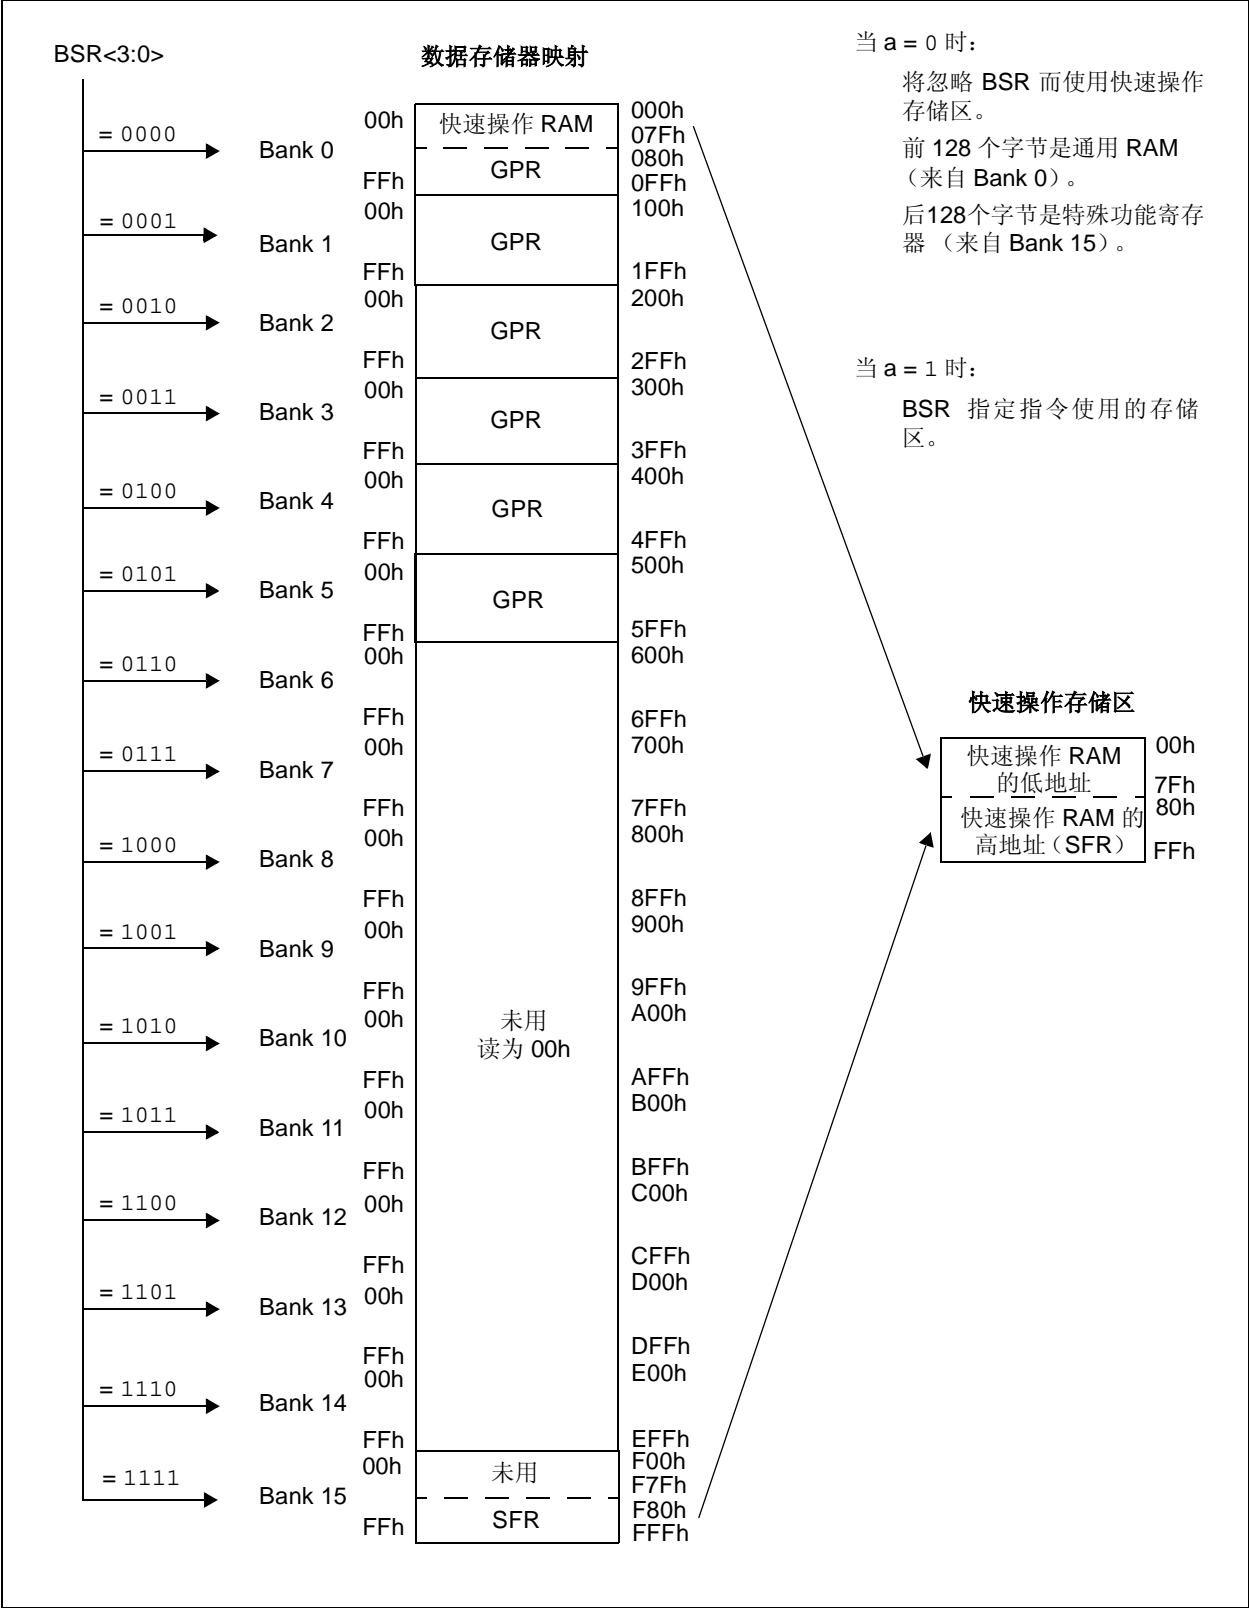 BSR<3:0>
数据存储器映射
= 0000
Bank 0
00h
FFh
快速操作 RAM
GPR
000h
07Fh
080h
0FFh
= 0001
Bank 1
00h
FFh
GPR
100h
1FFh
= 0010
Bank 2
00h
FFh
GPR
200h
2FFh
= 0011
Bank 3
00h
FFh
GPR
300h
3FFh
= 0100
Bank 4
00h
FFh
GPR
400h
4FFh
= 0101
Bank 5
00h
FFh
GPR
500h
5FFh
= 0110
Bank 6
00h
FFh
600h
6FFh
= 0111
Bank 7
00h
FFh
700h
7FFh
= 1000
Bank 8
00h
FFh
800h
8FFh
= 1001
Bank 9
00h
FFh
900h
9FFh
= 1010
Bank 10
00h
FFh
未用
读为 00h
A00h
AFFh
= 1011
Bank 11
00h
FFh
B00h
BFFh
= 1100
Bank 12
00h
FFh
C00h
CFFh
= 1101
Bank 13
00h
FFh
D00h
DFFh
= 1110
Bank 14
00h
FFh
E00h
EFFh
= 1111
Bank 15
00h
FFh
未用
SFR
F00h
F7Fh
F80h
FFFh
当 a = 0 时：
将忽略 BSR 而使用快速操作
存储区。
前 128 个字节是通用 RAM
（来自 Bank 0）。
后128个字节是特殊功能寄存
器 （来自 Bank 15）。
当 a = 1 时：
BSR 指定指令使用的存储
区。
快速操作存储区
快速操作 RAM
的低地址
00h
7Fh
快速操作 RAM 的
高地址（SFR）
80h
FFh